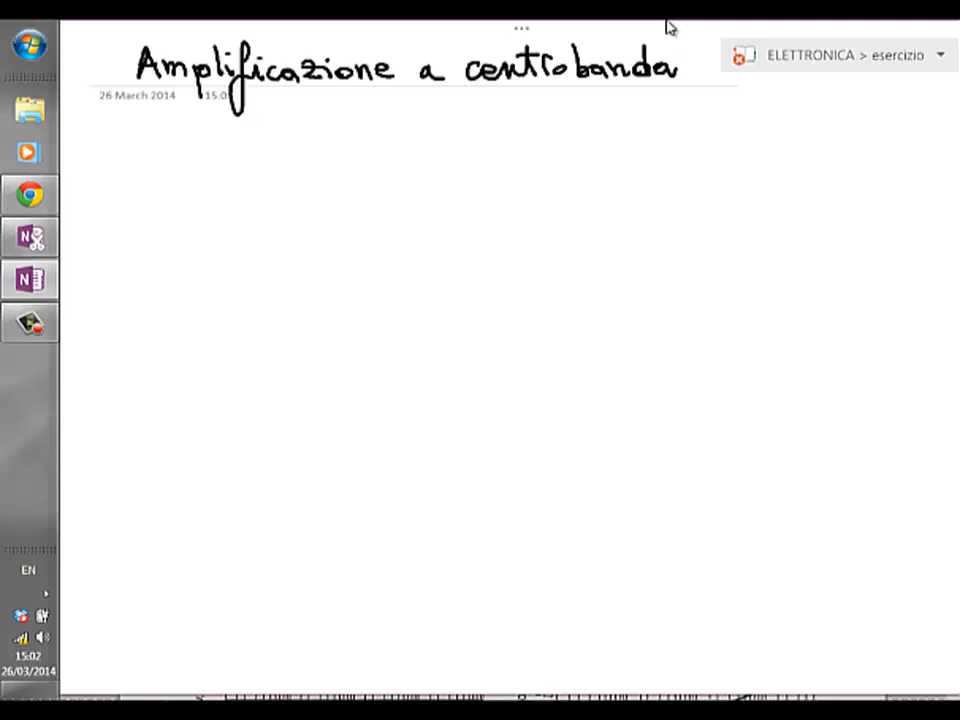 ...
Amplificazione a centrobanda
ELETTRONICA > esercizio
26 March 2014
EN
15:02
26/03/2014